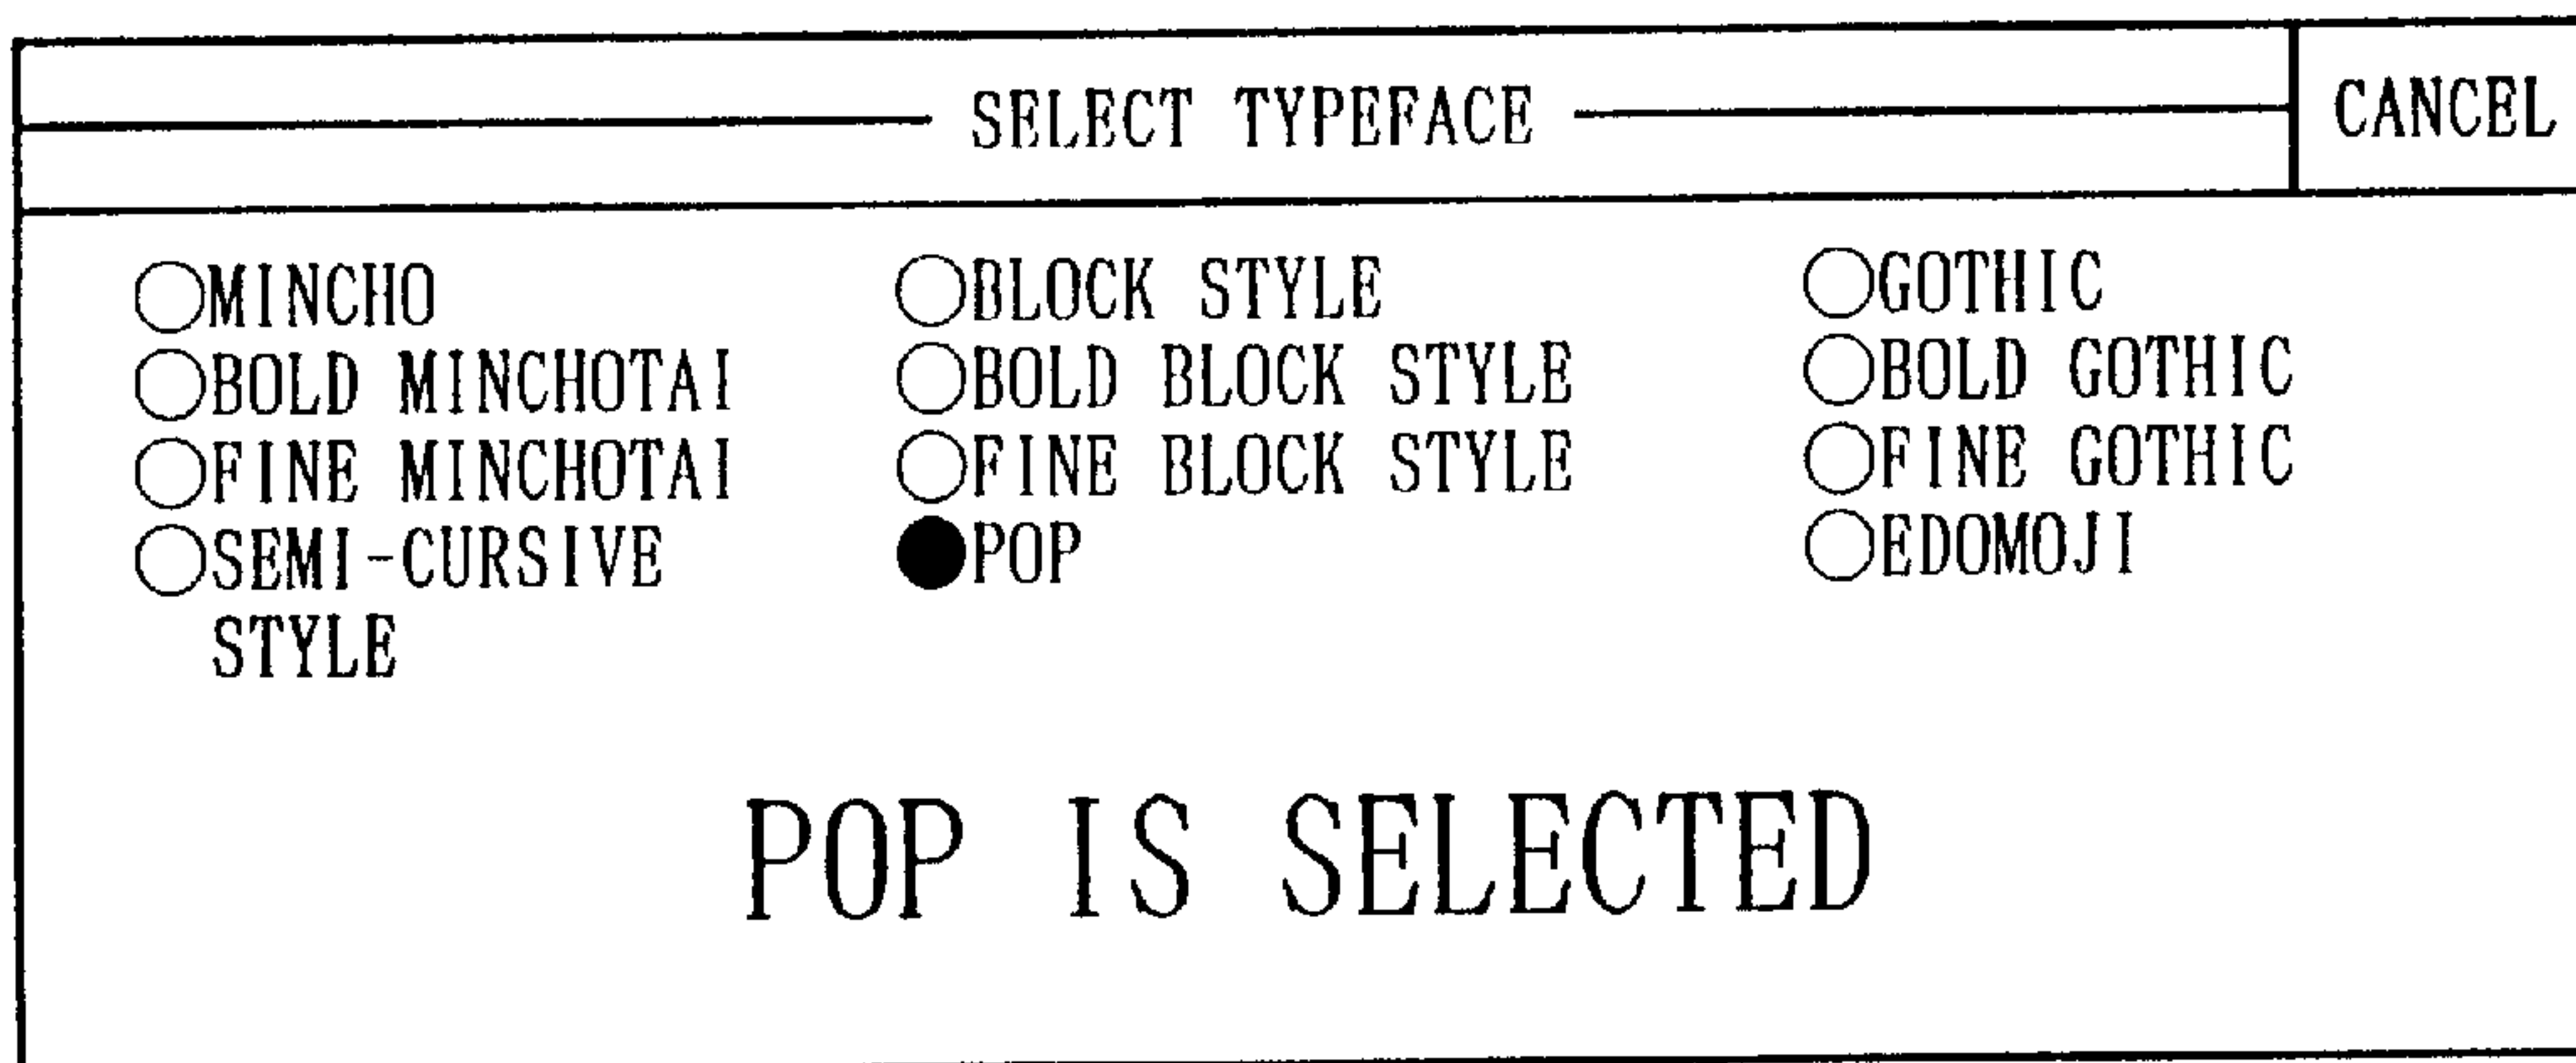 SELECT TYPEFACE CANCEL
MINCHO BLOCK STYLE GOTHIC
BOLD MINCHOTAI BOLD BLOCK STYLE BOLD GOTHIC
FINE MINCHOTAI FINE BLOCK STYLE FINE GOTHIC
SEMI-CURSIVE POP EDOMOJI
STYLE
POP IS SELECTED